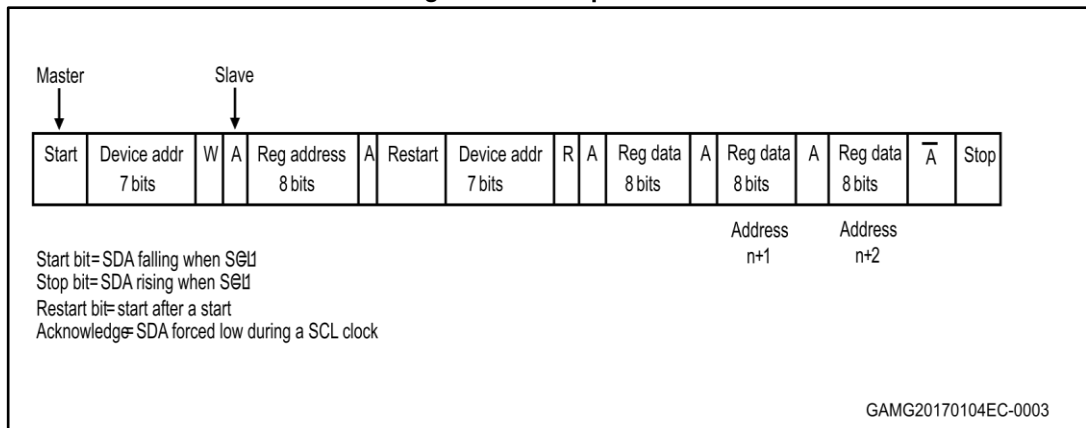 Master Slave
Start Device addr 7 bits W A Reg address 8 bits A Restart Device addr 7 bits R A Reg data 8 bits A Reg data 8 bits A Reg data 8 bits A Stop
Address n+1 Address n+2
Start bit= SDA falling when
Stop bit= SDA rising when
Restart bit= start after a start
Acknowledge= SDA forced low during a SCL clock
GAMG20170104EC-0003